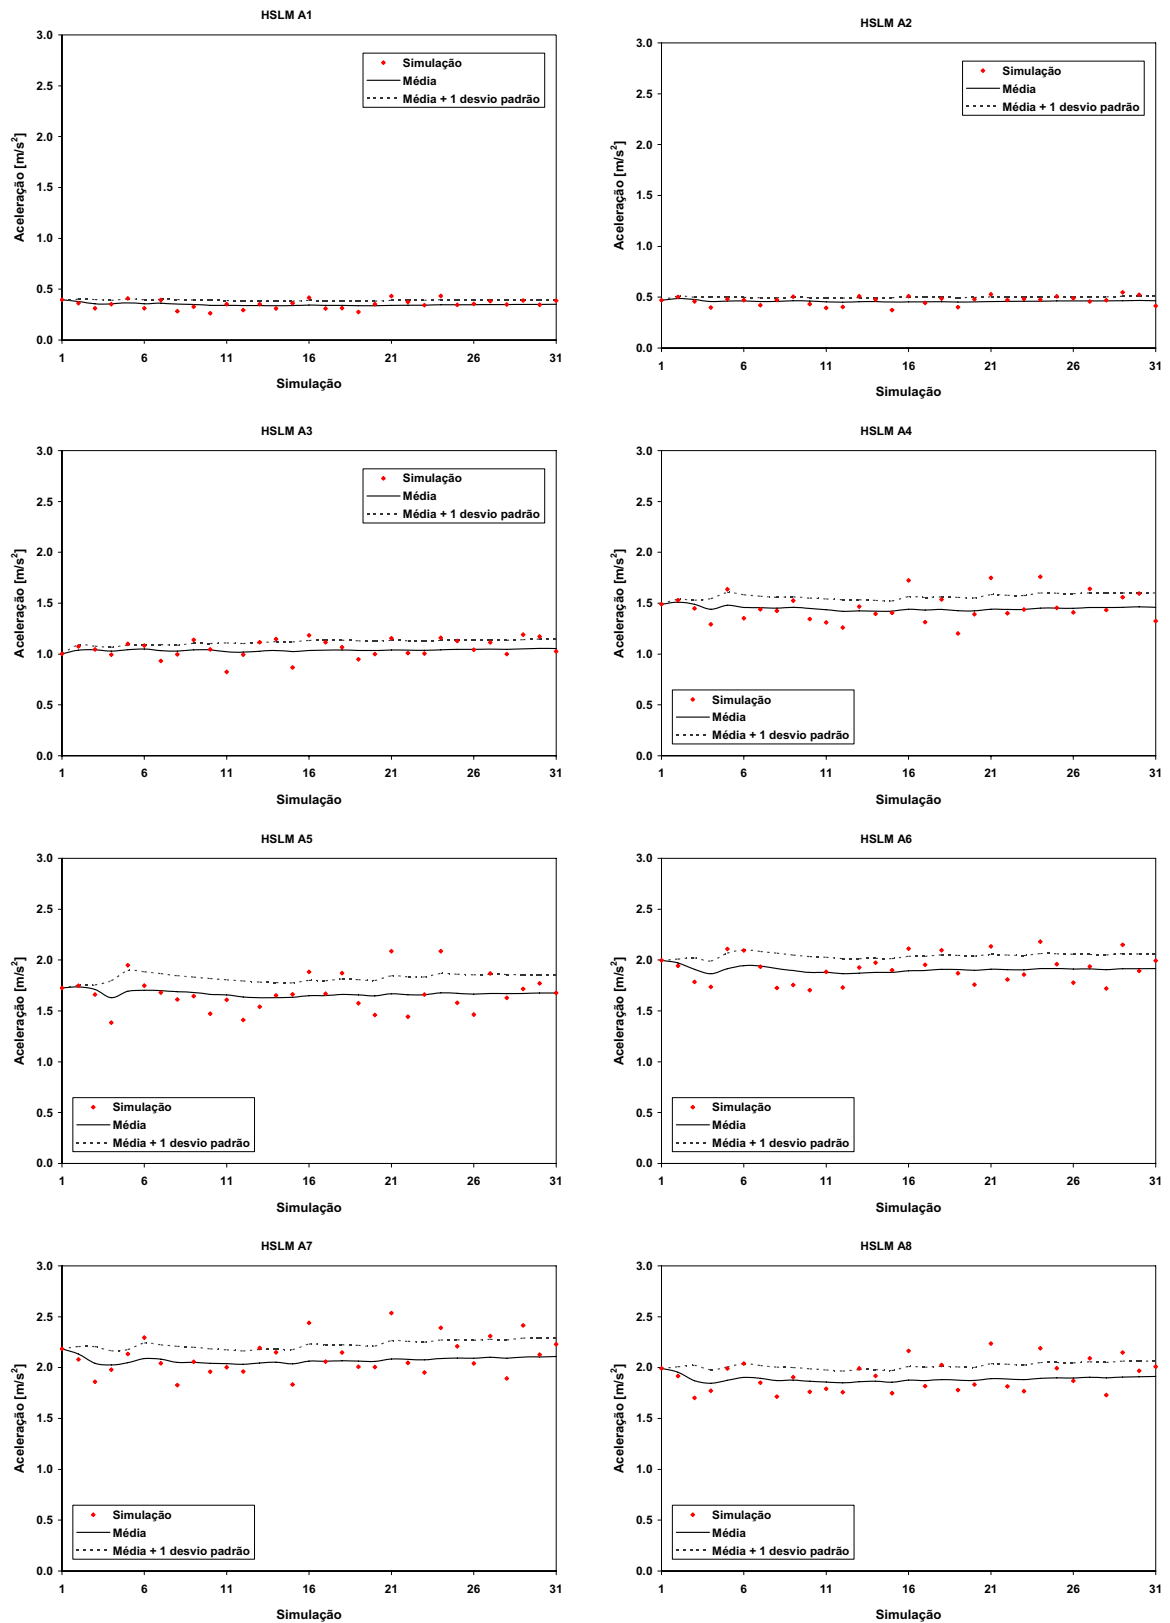 HSLM A1
3.0
2.5
2.0
1.5
1.0
0.5
0.0
Aceleração [m/s²]
Simulação
Média
Média + 1 desvio padrão
1 6 11 16 21 26 31
Simulação
HSLM A2
3.0
2.5
2.0
1.5
1.0
0.5
0.0
Aceleração [m/s²]
Simulação
Média
Média + 1 desvio padrão
1 6 11 16 21 26 31
Simulação
HSLM A3
3.0
2.5
2.0
1.5
1.0
0.5
0.0
Aceleração [m/s²]
Simulação
Média
Média + 1 desvio padrão
1 6 11 16 21 26 31
Simulação
HSLM A4
3.0
2.5
2.0
1.5
1.0
0.5
0.0
Aceleração [m/s²]
Simulação
Média
Média + 1 desvio padrão
1 6 11 16 21 26 31
Simulação
HSLM A5
3.0
2.5
2.0
1.5
1.0
0.5
0.0
Aceleração [m/s²]
Simulação
Média
Média + 1 desvio padrão
1 6 11 16 21 26 31
Simulação
HSLM A6
3.0
2.5
2.0
1.5
1.0
0.5
0.0
Aceleração [m/s²]
Simulação
Média
Média + 1 desvio padrão
1 6 11 16 21 26 31
Simulação
HSLM A7
3.0
2.5
2.0
1.5
1.0
0.5
0.0
Aceleração [m/s²]
Simulação
Média
Média + 1 desvio padrão
1 6 11 16 21 26 31
Simulação
HSLM A8
3.0
2.5
2.0
1.5
1.0
0.5
0.0
Aceleração [m/s²]
Simulação
Média
Média + 1 desvio padrão
1 6 11 16 21 26 31
Simulação